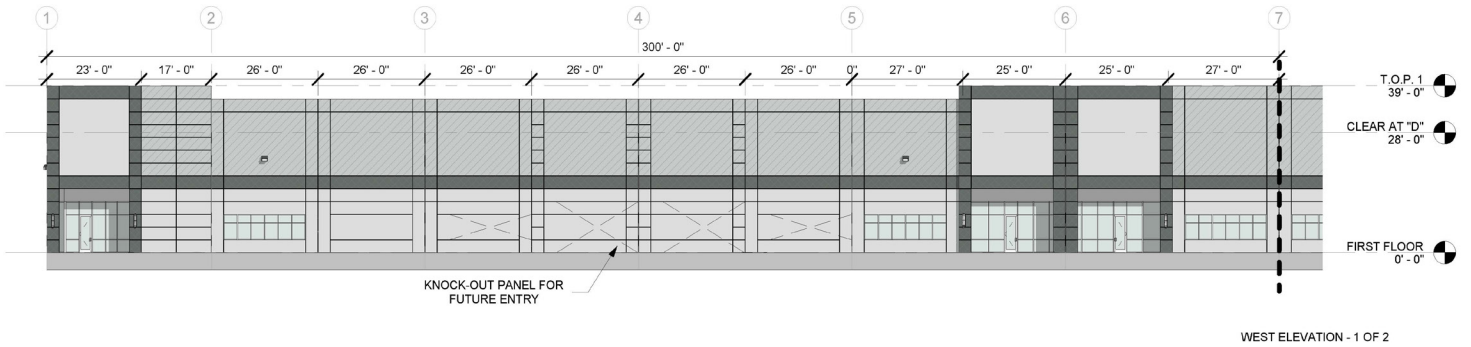 1 2 3 4 5 6 7
300' - 0"
23' - 0" 17' - 0" 26' - 0" 26' - 0" 26' - 0" 26' - 0" 26' - 0" 26' - 0" 0" 27' - 0" 25' - 0" 25' - 0" 27' - 0"
T.O.P. 1
39' - 0"
CLEAR AT "D"
28' - 0"
FIRST FLOOR
0' - 0"
KNOCK-OUT PANEL FOR
FUTURE ENTRY
WEST ELEVATION - 1 OF 2